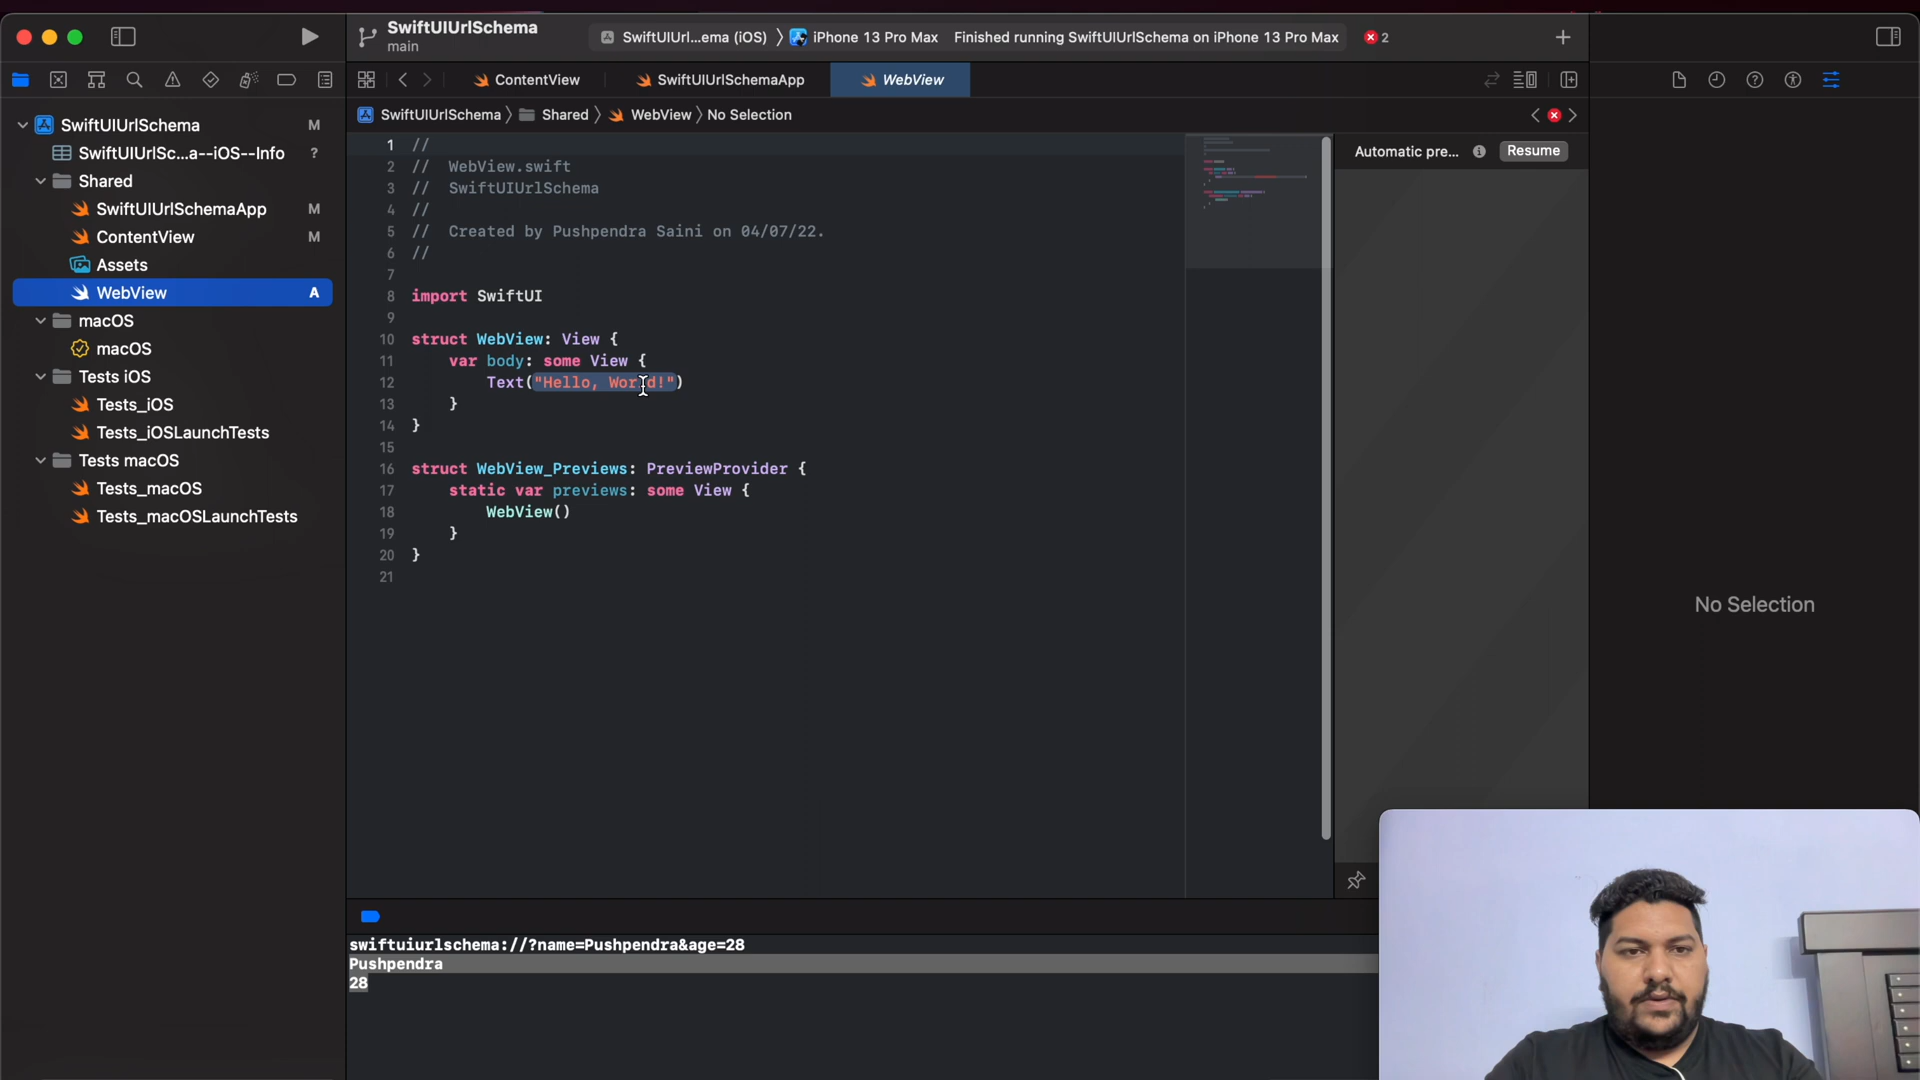 SwiftUIUrlSchema
main
SwiftUIUrl...ema (iOS) 〉 iPhone 13 Pro Max Finished running SwiftUIUrlSchema on iPhone 13 Pro Max 2
ContentView SwiftUIUrlSchemaApp WebView
SwiftUIUrlSchema 〉 Shared 〉 WebView 〉 No Selection
SwiftUIUrlSchema M
SwiftUIUrlSc...a--iOS--Info ?
Shared
SwiftUIUrlSchemaApp M
ContentView M
Assets
WebView A
macOS
macOS
Tests iOS
Tests_iOS
Tests_iOSLaunchTests
Tests macOS
Tests_macOS
Tests_macOSLaunchTests
1 //
2 // WebView.swift
3 // SwiftUIUrlSchema
4 //
5 // Created by Pushpendra Saini on 04/07/22.
6 //
7
8 import SwiftUI
9
10 struct WebView: View {
11 var body: some View {
12 Text("Hello, World!")
13 }
14 }
15
16 struct WebView_Previews: PreviewProvider {
17 static var previews: some View {
18 WebView()
19 }
20 }
21
Automatic pre... Resume
No Selection
swiftuiurlschema://?name=Pushpendra&age=28
Pushpendra
28